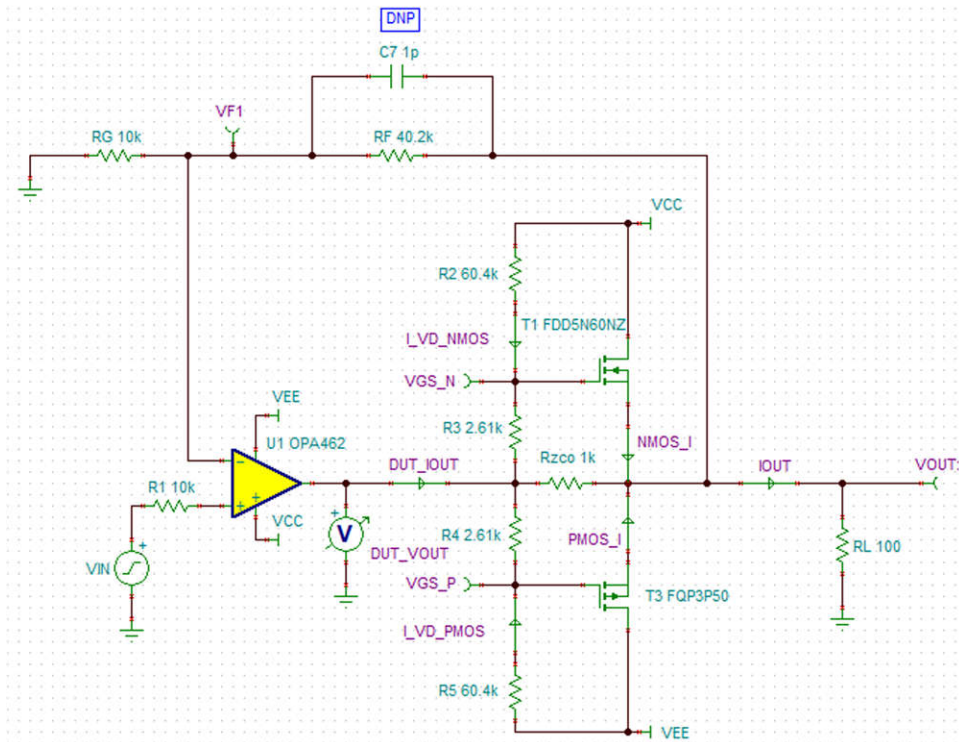 DNP
C7 1p
VF1
RG 10k
RF 40.2k
VCC
R2 60.4k
T1 FDD5N60NZ
I_VD_NMOS
VGS_N
VEE
R3 2.61k
NMOS_I
U1 OPA462
Rzco 1k
DUT_IOUT
IOUT
VOUT:
R1 10k
VCC
R4 2.61k
PMOS_I
RL 100
VIN
+
V
+
DUT_VOUT
VGS_P
T3 FQP3P50
I_VD_PMOS
R5 60.4k
VEE